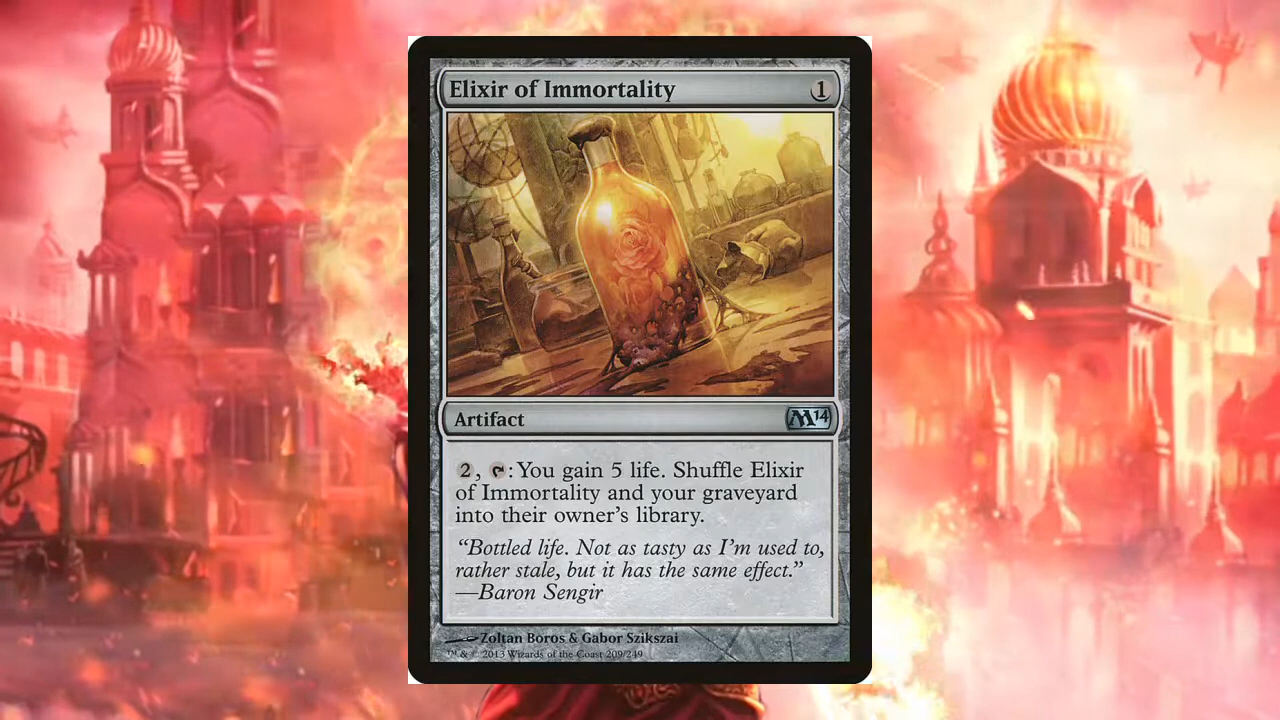 Elixir of Immortality 1
Artifact M14
2, : You gain 5 life. Shuffle Elixir
of Immortality and your graveyard
into their owner's library.
"Bottled life. Not as tasty as I'm used to,
rather stale, but it has the same effect."
—Baron Sengir
Zoltan Boros & Gabor Szikszai
™ & © 2013 Wizards of the Coast 209/249